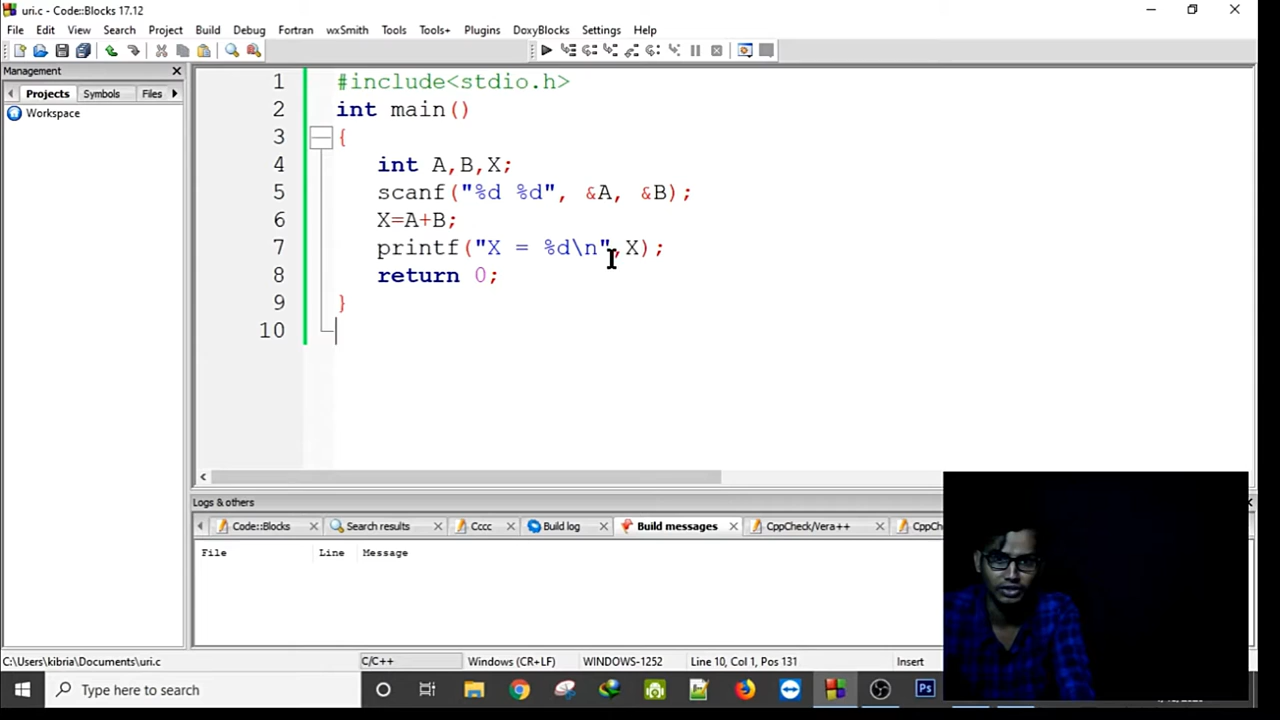 uri.c - Code::Blocks 17.12
File Edit View Search Project Build Debug Fortran wxSmith Tools Tools+ Plugins DoxyBlocks Settings Help
Management
Projects Symbols Files
Workspace
1 #include<stdio.h>
2 int main()
3 {
4 int A,B,X;
5 scanf("%d %d", &A, &B);
6 X=A+B;
7 printf("X = %d\n",X);
8 return 0;
9 }
10
Logs & others
Code::Blocks Search results Cccc Build log Build messages CppCheck/Vera++
File Line Message
C:\Users\kibria\Documents\uri.c C/C++ Windows (CR+LF) WINDOWS-1252 Line 10, Col 1, Pos 131 Insert
Type here to search Ps